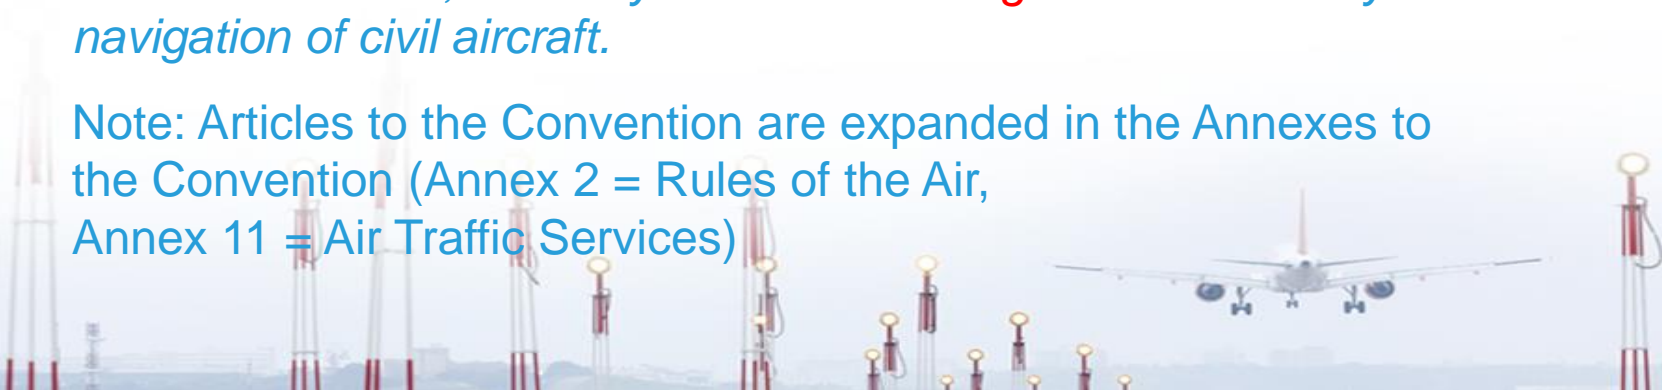 navigation of civil aircraft.
Note: Articles to the Convention are expanded in the Annexes to
the Convention (Annex 2 = Rules of the Air,
Annex 11 = Air Traffic Services)